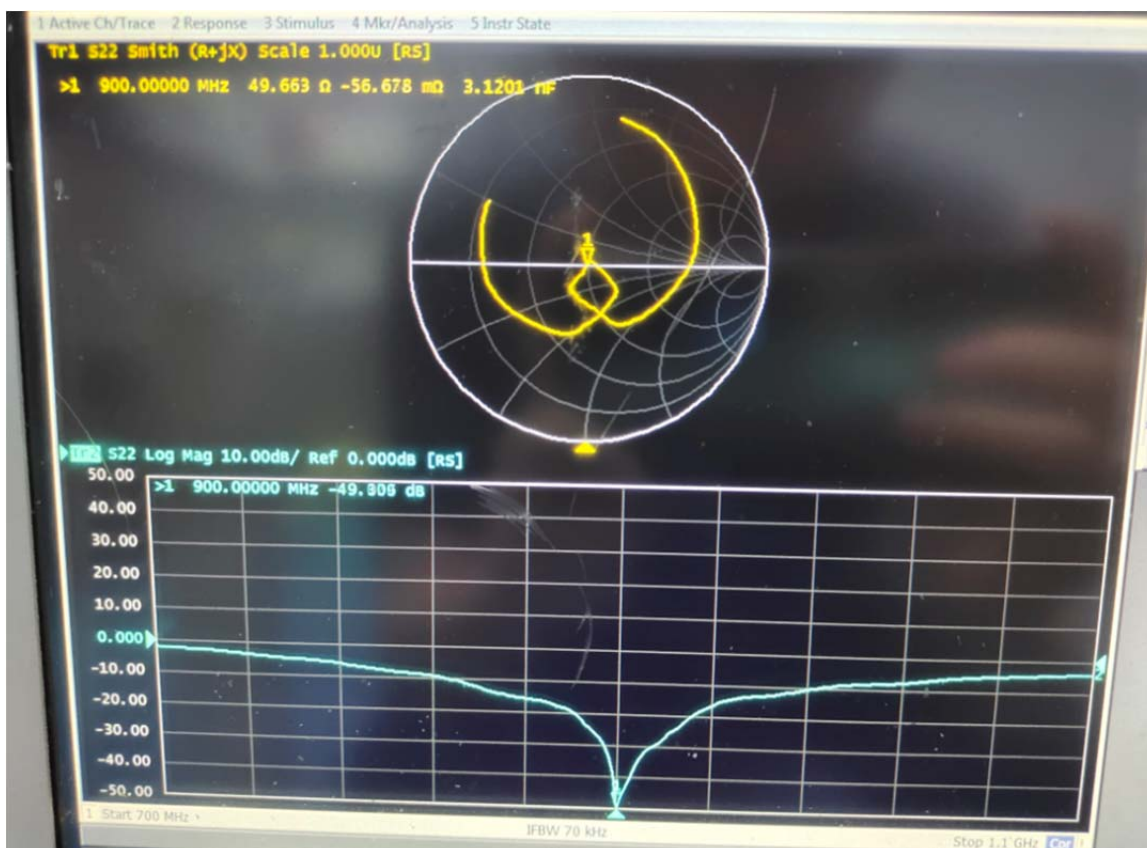 1 Active Ch/Trace 2 Response 3 Stimulus 4 Mkr/Analysis 5 Instr State
Tr1 S22 Smith (R+jX) Scale 1.000U [RS]
>1 900.00000 MHz 49.663 Ω -56.678 mΩ 3.1201 nF
1
Tr2 S22 Log Mag 10.00dB/ Ref 0.000dB [RS]
50.00
>1 900.00000 MHz -49.306 dB
40.00
30.00
20.00
10.00
0.000
-10.00
-20.00
-30.00
-40.00
-50.00
1
2
1 Start 700 MHz
IFBW 70 kHz
Stop 1.1 GHz Cor